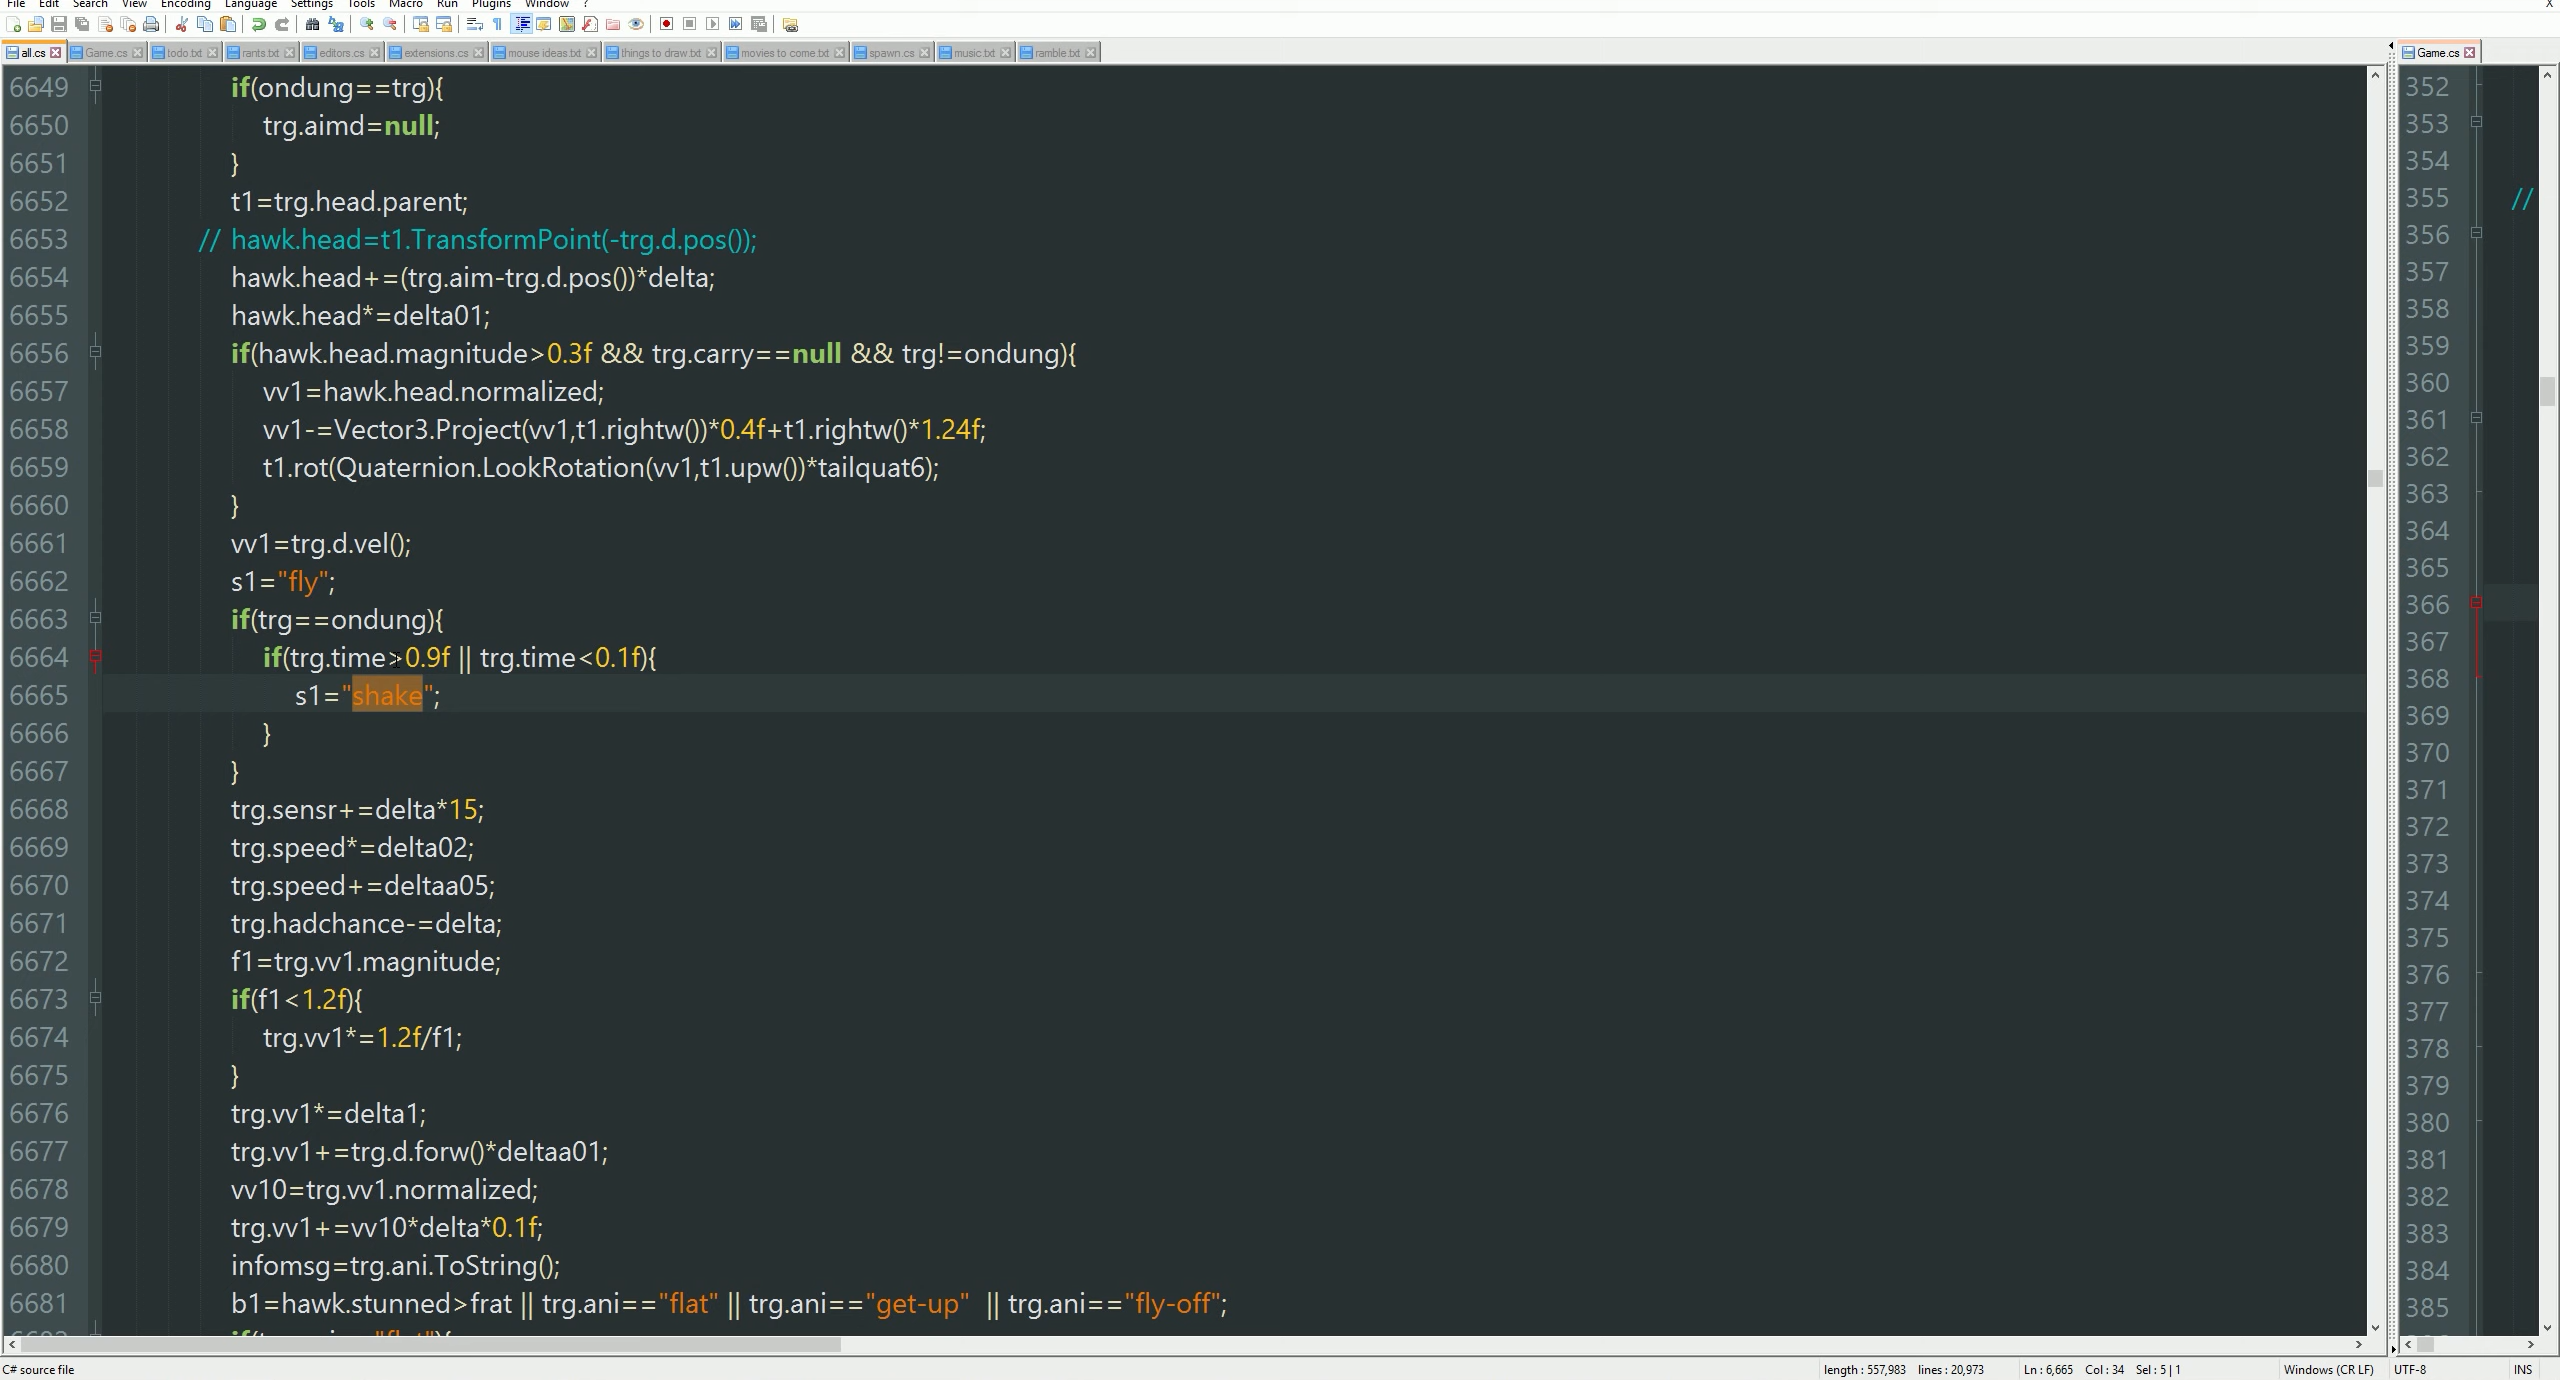 File Edit Search View Encoding Language Settings Tools Macro Run Plugins Window ? X
all.cs Game.cs todo.txt rants.txt editors.cs extensions.cs mouse ideas.txt things to draw.txt movies to come.txt spawn.cs music.txt ramble.txt Game.cs
6649 if(ondung==trg){
6650 trg.aimd=null;
6651 }
6652 t1=trg.head.parent;
6653 // hawk.head=t1.TransformPoint(-trg.d.pos());
6654 hawk.head+=(trg.aim-trg.d.pos())*delta;
6655 hawk.head*=delta01;
6656 if(hawk.head.magnitude>0.3f && trg.carry==null && trg!=ondung){
6657 vv1=hawk.head.normalized;
6658 vv1-=Vector3.Project(vv1,t1.rightw())*0.4f+t1.rightw()*1.24f;
6659 t1.rot(Quaternion.LookRotation(vv1,t1.upw())*tailquat6);
6660 }
6661 vv1=trg.d.vel();
6662 s1="fly";
6663 if(trg==ondung){
6664 if(trg.time>0.9f || trg.time<0.1f){
6665 s1="shake";
6666 }
6667 }
6668 trg.sensr+=delta*15;
6669 trg.speed*=delta02;
6670 trg.speed+=deltaa05;
6671 trg.hadchance-=delta;
6672 f1=trg.vv1.magnitude;
6673 if(f1<1.2f){
6674 trg.vv1*=1.2f/f1;
6675 }
6676 trg.vv1*=delta1;
6677 trg.vv1+=trg.d.forw()*deltaa01;
6678 vv10=trg.vv1.normalized;
6679 trg.vv1+=vv10*delta*0.1f;
6680 infomsg=trg.ani.ToString();
6681 b1=hawk.stunned>frat || trg.ani=="flat" || trg.ani=="get-up" || trg.ani=="fly-off";
352
353
354
355 //
356
357
358
359
360
361
362
363
364
365
366
367
368
369
370
371
372
373
374
375
376
377
378
379
380
381
382
383
384
385
C# source file length : 557,983 lines : 20,973 Ln : 6,665 Col : 34 Sel : 5 | 1 Windows (CR LF) UTF-8 INS